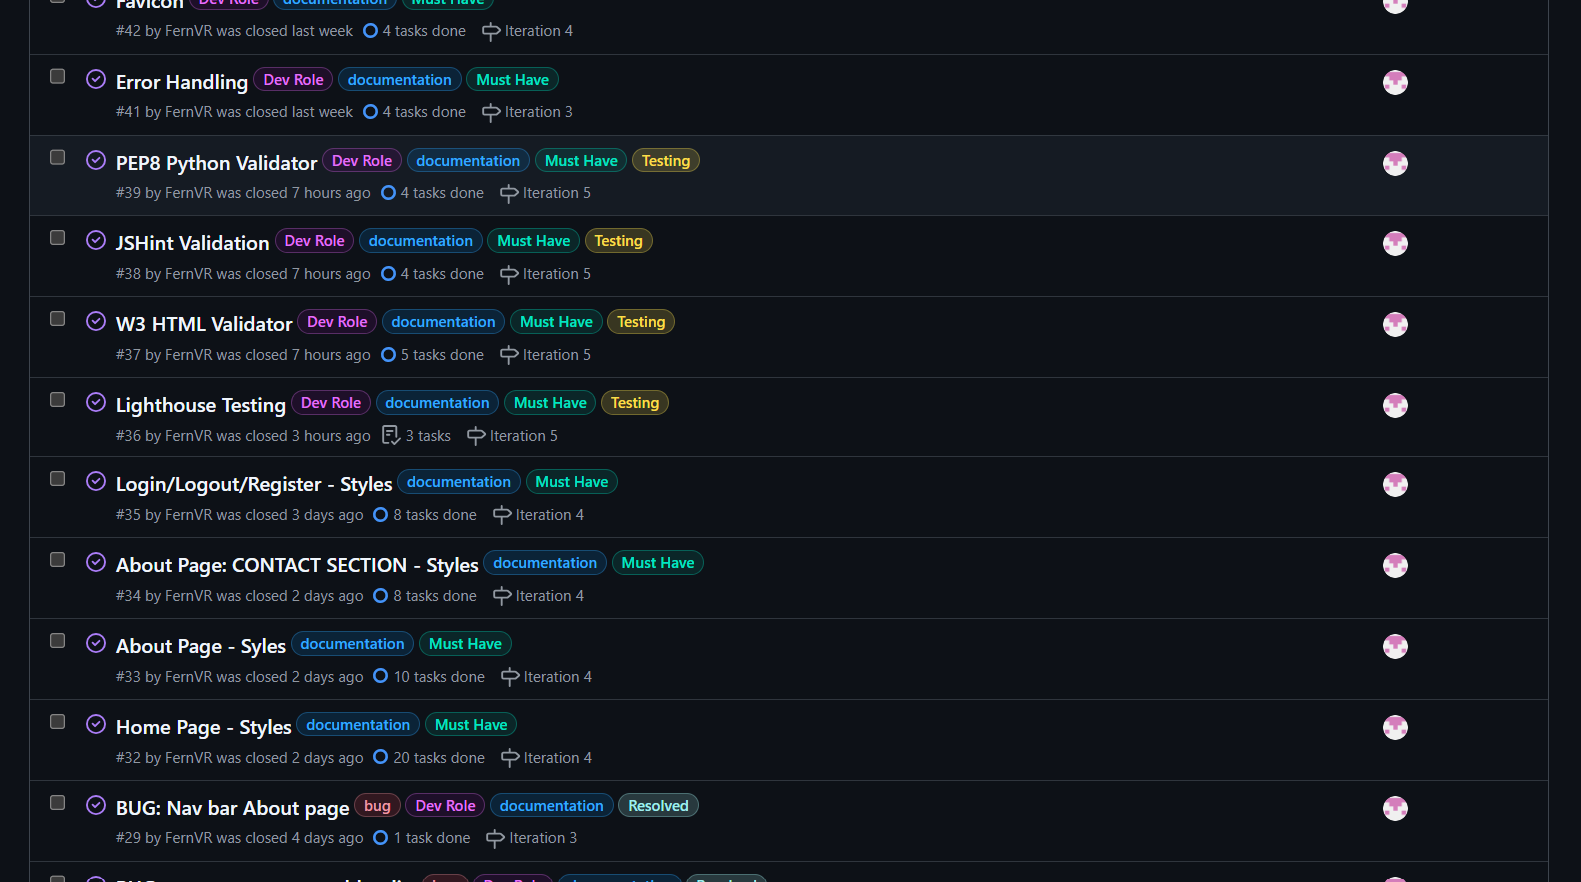 Favicon Dev Role documentation Must Have
#42 by FernVR was closed last week 4 tasks done Iteration 4
Error Handling Dev Role documentation Must Have
#41 by FernVR was closed last week 4 tasks done Iteration 3
PEP8 Python Validator Dev Role documentation Must Have Testing
#39 by FernVR was closed 7 hours ago 4 tasks done Iteration 5
JSHint Validation Dev Role documentation Must Have Testing
#38 by FernVR was closed 7 hours ago 4 tasks done Iteration 5
W3 HTML Validator Dev Role documentation Must Have Testing
#37 by FernVR was closed 7 hours ago 5 tasks done Iteration 5
Lighthouse Testing Dev Role documentation Must Have Testing
#36 by FernVR was closed 3 hours ago 3 tasks Iteration 5
Login/Logout/Register - Styles documentation Must Have
#35 by FernVR was closed 3 days ago 8 tasks done Iteration 4
About Page: CONTACT SECTION - Styles documentation Must Have
#34 by FernVR was closed 2 days ago 8 tasks done Iteration 4
About Page - Syles documentation Must Have
#33 by FernVR was closed 2 days ago 10 tasks done Iteration 4
Home Page - Styles documentation Must Have
#32 by FernVR was closed 2 days ago 20 tasks done Iteration 4
BUG: Nav bar About page bug Dev Role documentation Resolved
#29 by FernVR was closed 4 days ago 1 task done Iteration 3